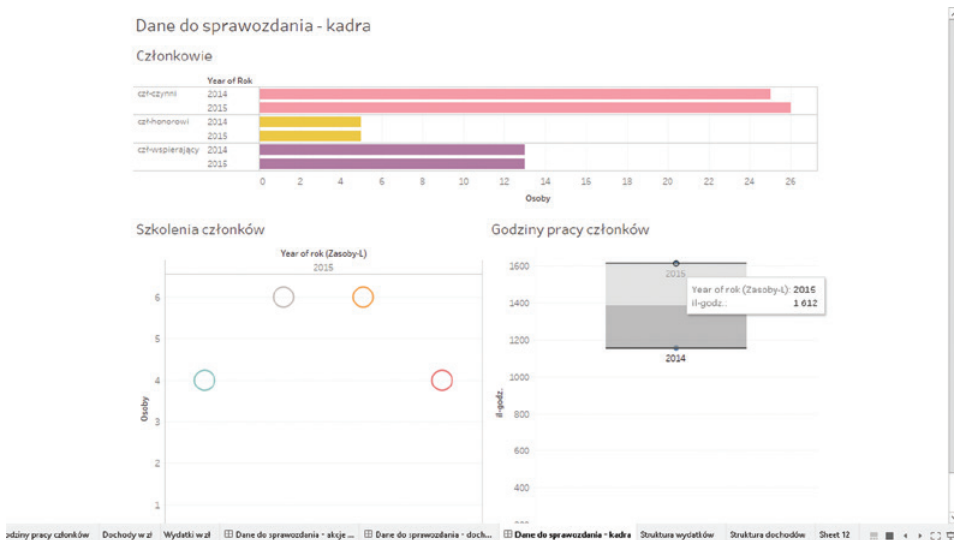 Dane do sprawozdania - kadra
Członkowie
Year of Rok
czł-czynni 2014
2015
czł-honorowi 2014
2015
czł-wspierający 2014
2015
0 2 4 6 8 10 12 14 16 18 20 22 24 26
Osoby
Szkolenia członków
Year of rok (Zasoby-L)
2015
6
5
4
3
2
1
Osoby
Godziny pracy członków
1600
1400
1200
1000
800
600
400
il-godz.
2015
Year of rok (Zasoby-L): 2015
il-godz.: 1 612
2014
odziny pracy członków Dochody w zł Wydatki w zł Dane do sprawozdania - akcje ... Dane do sprawozdania - doch... Dane do sprawozdania - kadra Struktura wydatków Struktura dochodów Sheet 12